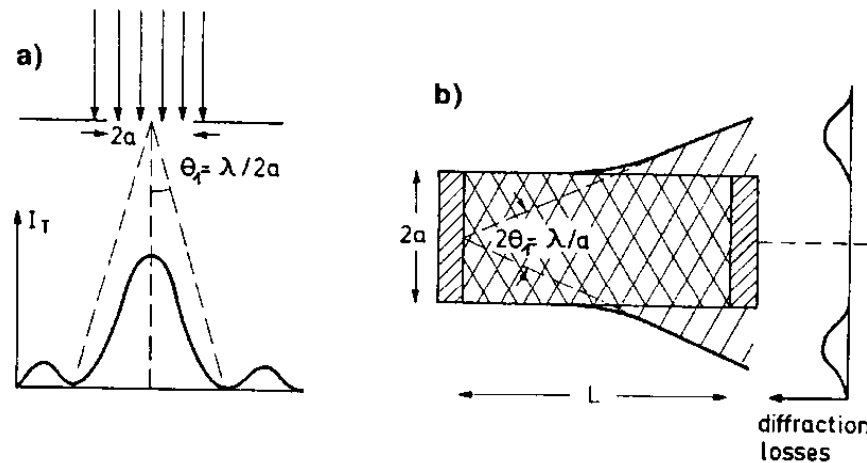 a)
2a
θ₁= λ/2a
I_T
b)
2a
2θ₁= λ/a
L
diffraction
losses